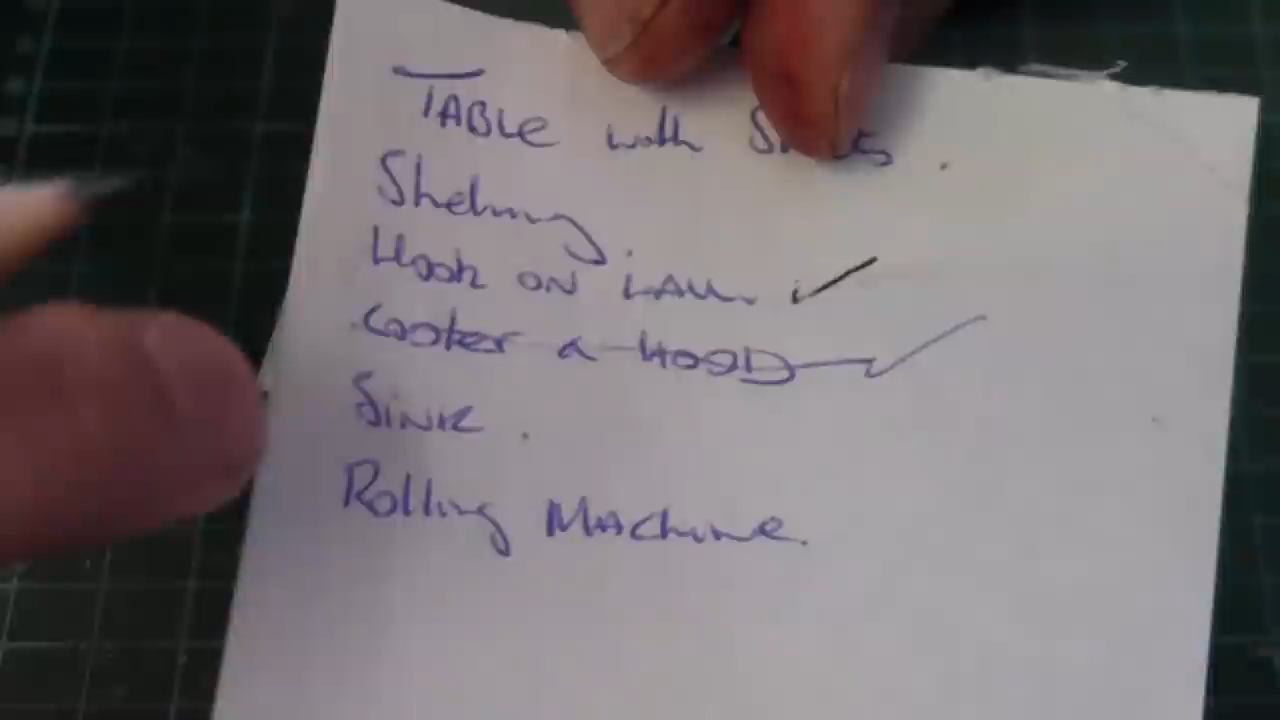 TABLE with
Shelving.
Hook on WALL.
Cooker & HOOD
Sink.
Rolling Machine.